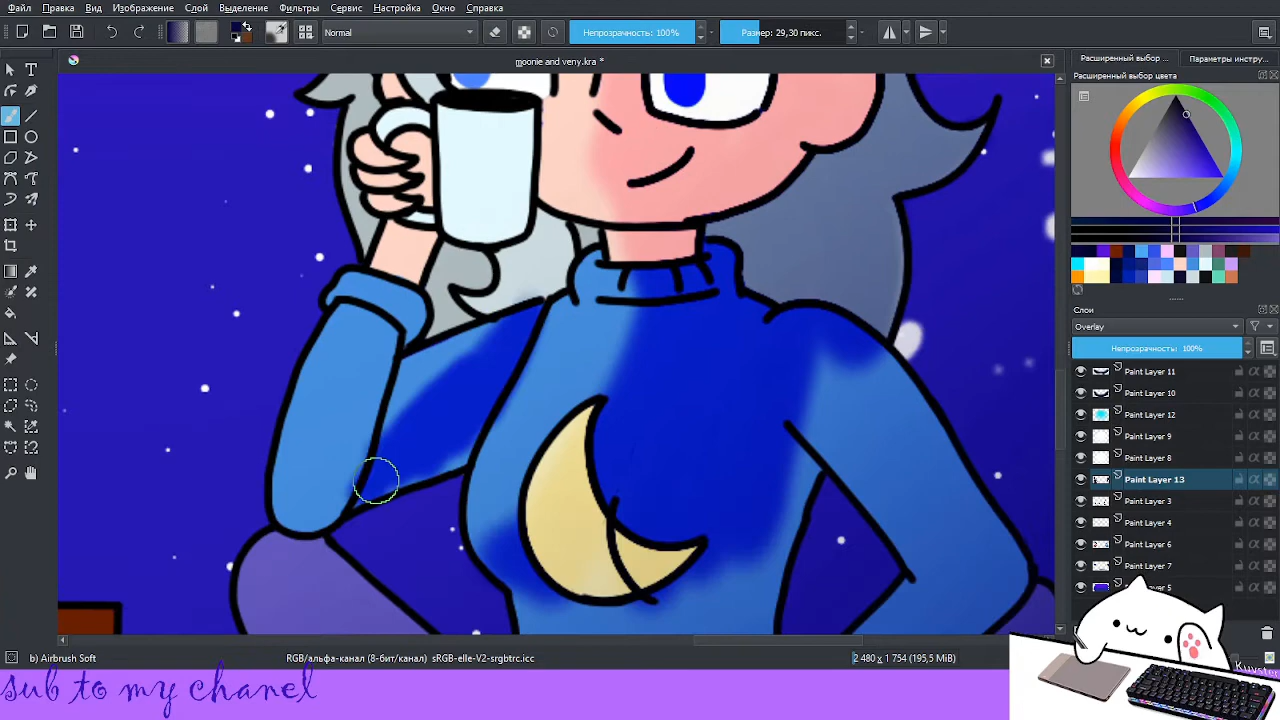 Файл Правка Вид Изображение Слой Выделение Фильтры Сервис Настройки Окно Справка
Normal Непрозрачность: 100% Размер: 29,30 пикс.
moonie and veny.kra *
Расширенный выбор ... Параметры инстру...
Расширенный выбор цвета
Слои
Overlay
Непрозрачность: 100%
Paint Layer 11
Paint Layer 10
Paint Layer 12
Paint Layer 9
Paint Layer 8
Paint Layer 13
Paint Layer 3
Paint Layer 4
Paint Layer 6
Paint Layer 7
5
b) Airbrush Soft RGB/альфа-канал (8-бит/канал) sRGB-elle-V2-srgbtrc.icc 2 480 x 1 754 (195,5 MiB)
sub to my chanel